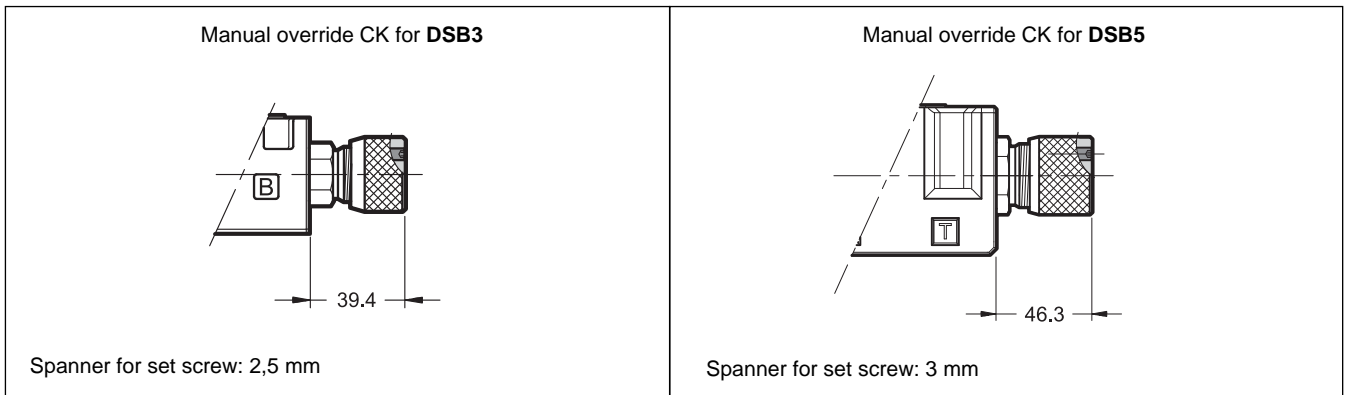 Manual override CK for DSB3
B
39.4
Spanner for set screw: 2,5 mm
Manual override CK for DSB5
T
46.3
Spanner for set screw: 3 mm